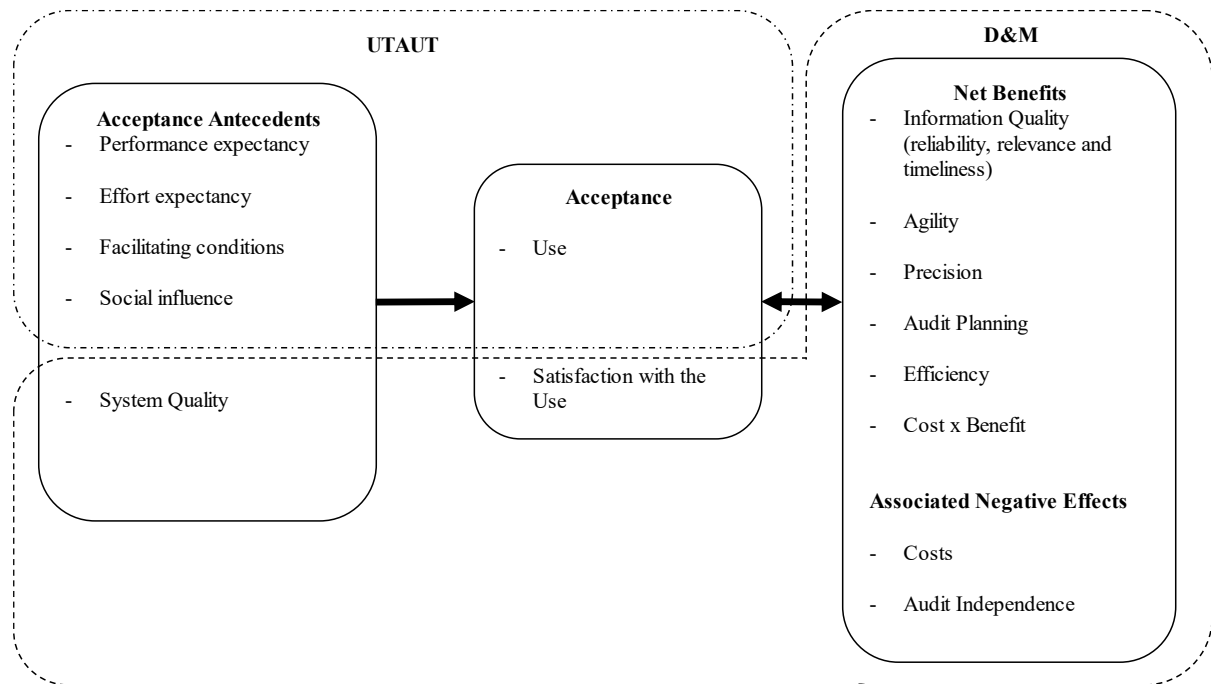 UTAUT
D&M
Acceptance Antecedents
- Performance expectancy
- Effort expectancy
- Facilitating conditions
- Social influence
- System Quality
Acceptance
- Use
- Satisfaction with the
Use
Net Benefits
- Information Quality
(reliability, relevance and
timeliness)
- Agility
- Precision
- Audit Planning
- Efficiency
- Cost x Benefit
Associated Negative Effects
- Costs
- Audit Independence